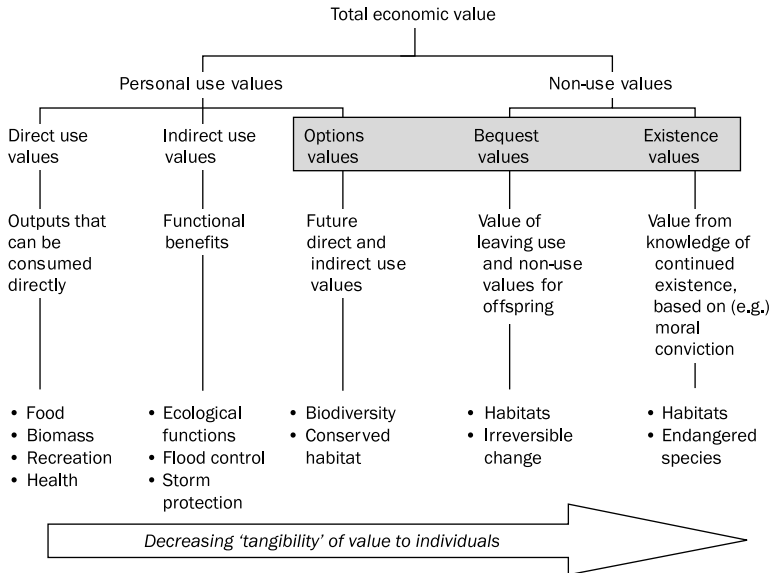 Total economic value
Personal use values
Non-use values
Direct use
values
Indirect use
values
Options
values
Bequest
values
Existence
values
Outputs that
can be
consumed
directly
Functional
benefits
Future
direct and
indirect use
values
Value of
leaving use
and non-use
values for
offspring
Value from
knowledge of
continued
existence,
based on (e.g.)
moral
conviction
• Food
• Biomass
• Recreation
• Health
• Ecological
functions
• Flood control
• Storm
protection
• Biodiversity
• Conserved
habitat
• Habitats
• Irreversible
change
• Habitats
• Endangered
species
Decreasing ‘tangibility’ of value to individuals